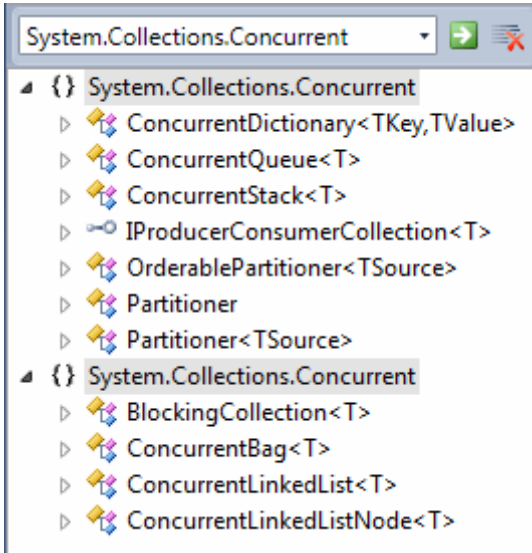 System.Collections.Concurrent
{} System.Collections.Concurrent
ConcurrentDictionary<TKey,TValue>
ConcurrentQueue<T>
ConcurrentStack<T>
IProducerConsumerCollection<T>
OrderablePartitioner<TSource>
Partitioner
Partitioner<TSource>
{} System.Collections.Concurrent
BlockingCollection<T>
ConcurrentBag<T>
ConcurrentLinkedList<T>
ConcurrentLinkedListNode<T>